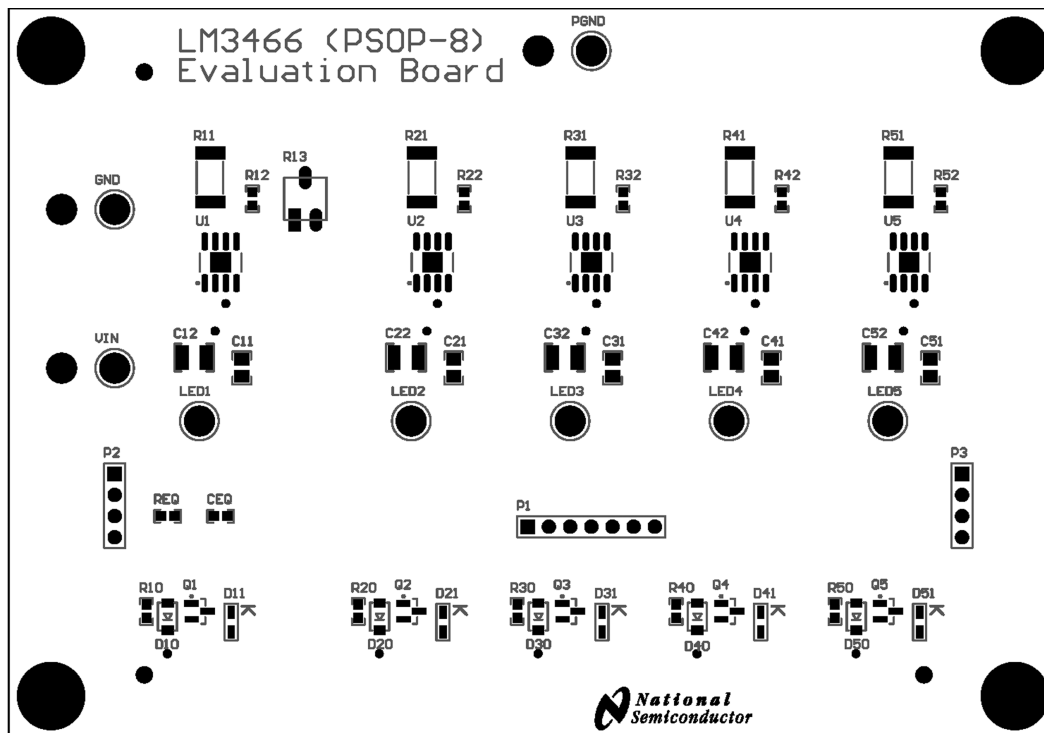 PGND
LM3466 (PSOP-8)
Evaluation Board
R11
R13
R21
R31
R41
R51
GND
R12
R22
R32
R42
R52
U1
U2
U3
U4
U5
VIN
C12
C11
C22
C21
C32
C31
C42
C41
C52
C51
LED1
LED2
LED3
LED4
LED5
P2
P3
REQ
CEQ
P1
R10
Q1
D11
R20
Q2
D21
R30
Q3
D31
R40
Q4
D41
R50
Q5
D51
K
K
K
K
K
D10
D20
D30
D40
D50
National
Semiconductor